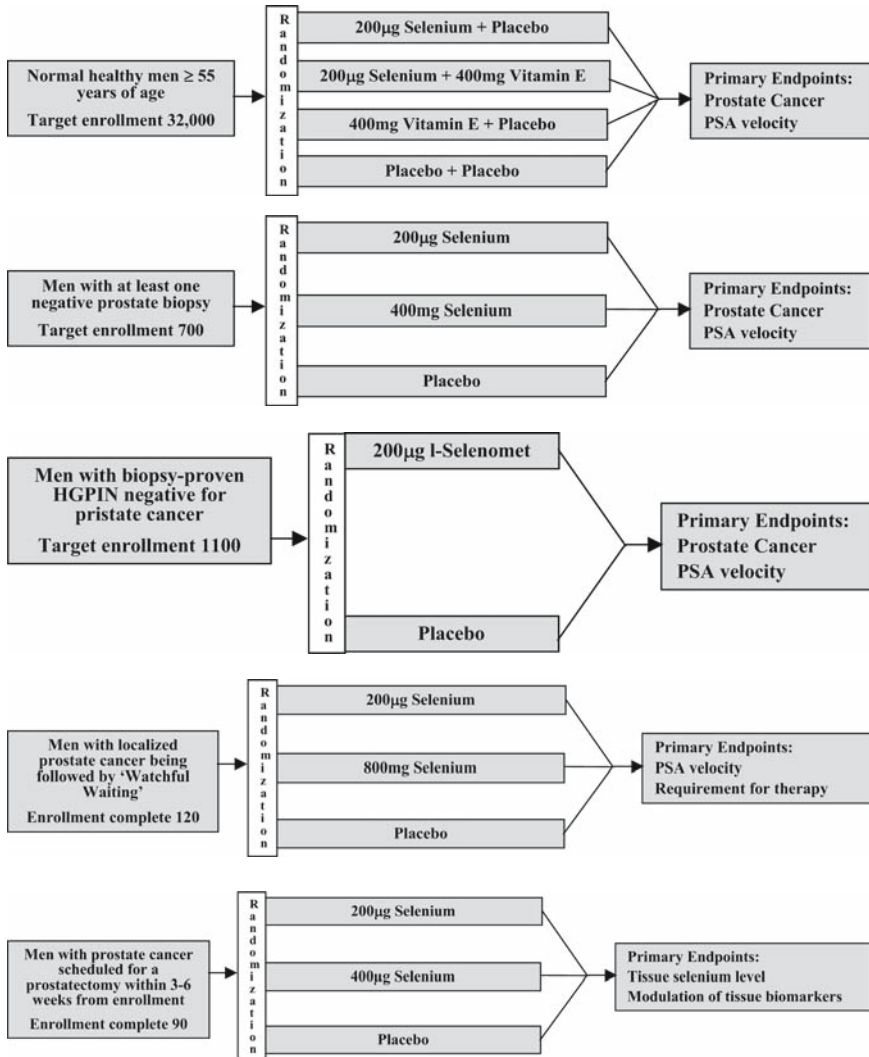 Normal healthy men ≥ 55
years of age
Target enrollment 32,000
Randomization
200µg Selenium + Placebo
200µg Selenium + 400mg Vitamin E
400mg Vitamin E + Placebo
Placebo + Placebo
Primary Endpoints:
Prostate Cancer
PSA velocity
Men with at least one
negative prostate biopsy
Target enrollment 700
Randomization
200µg Selenium
400mg Selenium
Placebo
Primary Endpoints:
Prostate Cancer
PSA velocity
Men with biopsy-proven
HGPIN negative for
pristate cancer
Target enrollment 1100
Randomization
200µg l-Selenomet
Placebo
Primary Endpoints:
Prostate Cancer
PSA velocity
Men with localized
prostate cancer being
followed by ‘Watchful
Waiting’
Enrollment complete 120
Randomization
200µg Selenium
800mg Selenium
Placebo
Primary Endpoints:
PSA velocity
Requirement for therapy
Men with prostate cancer
scheduled for a
prostatectomy within 3-6
weeks from enrollment
Enrollment complete 90
Randomization
200µg Selenium
400µg Selenium
Placebo
Primary Endpoints:
Tissue selenium level
Modulation of tissue biomarkers